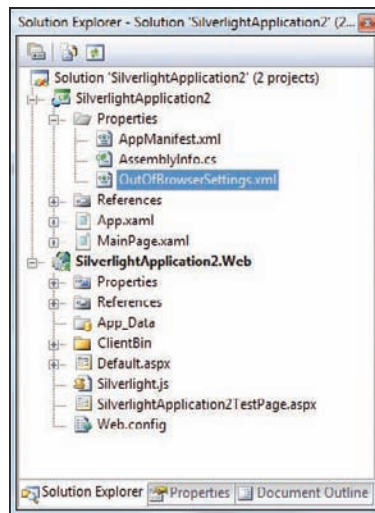 Solution Explorer - Solution 'SilverlightApplication2' (2...
Solution 'SilverlightApplication2' (2 projects)
SilverlightApplication2
Properties
AppManifest.xml
AssemblyInfo.cs
OutOfBrowserSettings.xml
References
App.xaml
MainPage.xaml
SilverlightApplication2.Web
Properties
References
App_Data
ClientBin
Default.aspx
Silverlight.js
SilverlightApplication2TestPage.aspx
Web.config
Solution Explorer Properties Document Outline